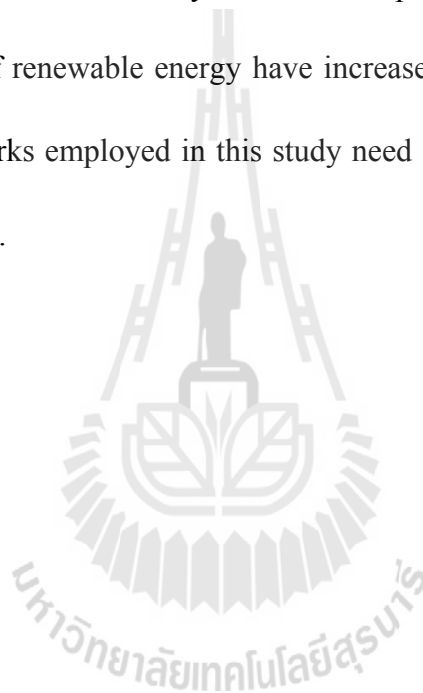 f renewable energy have increase
rks employed in this study need
.
มหาวิทยาลัยเทคโนโลยีสุรนารี